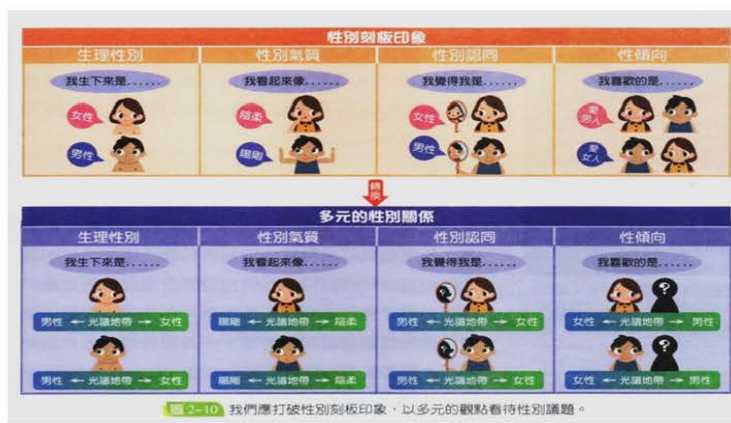 性別刻板印象
生理性別
性別氣質
性別認同
性傾向
我生下來是......
我看起來像......
我覺得我是......
我喜歡的是......
女性
陰柔
女性
愛男人
男性
陽剛
男性
愛女人
轉換
多元的性別關係
生理性別
性別氣質
性別認同
性傾向
我生下來是......
我看起來像......
我覺得我是......
我喜歡的是......
?
男性 ← 光譜地帶 → 女性
陽剛 ← 光譜地帶 → 陰柔
男性 ← 光譜地帶 → 女性
女性 ← 光譜地帶 → 男性
?
男性 ← 光譜地帶 → 女性
陽剛 ← 光譜地帶 → 陰柔
男性 ← 光譜地帶 → 女性
女性 ← 光譜地帶 → 男性
圖 2-10 我們應打破性別刻板印象,以多元的觀點看待性別議題。